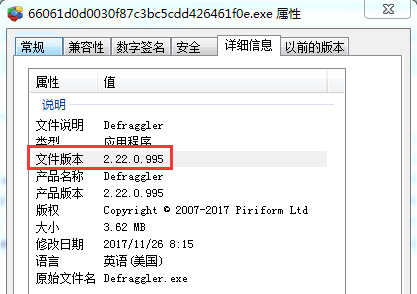 66061d0d0030f87c3bc5cdd426461f0e.exe 属性
常规 兼容性 数字签名 安全 详细信息 以前的版本
属性 值
说明
文件说明 Defraggler
类型 应用程序
文件版本 2.22.0.995
产品名称 Defraggler
产品版本 2.22.0.995
版权 Copyright © 2007-2017 Piriform Ltd
大小 3.62 MB
修改日期 2017/11/26 8:15
语言 英语(美国)
原始文件名 Defraggler.exe